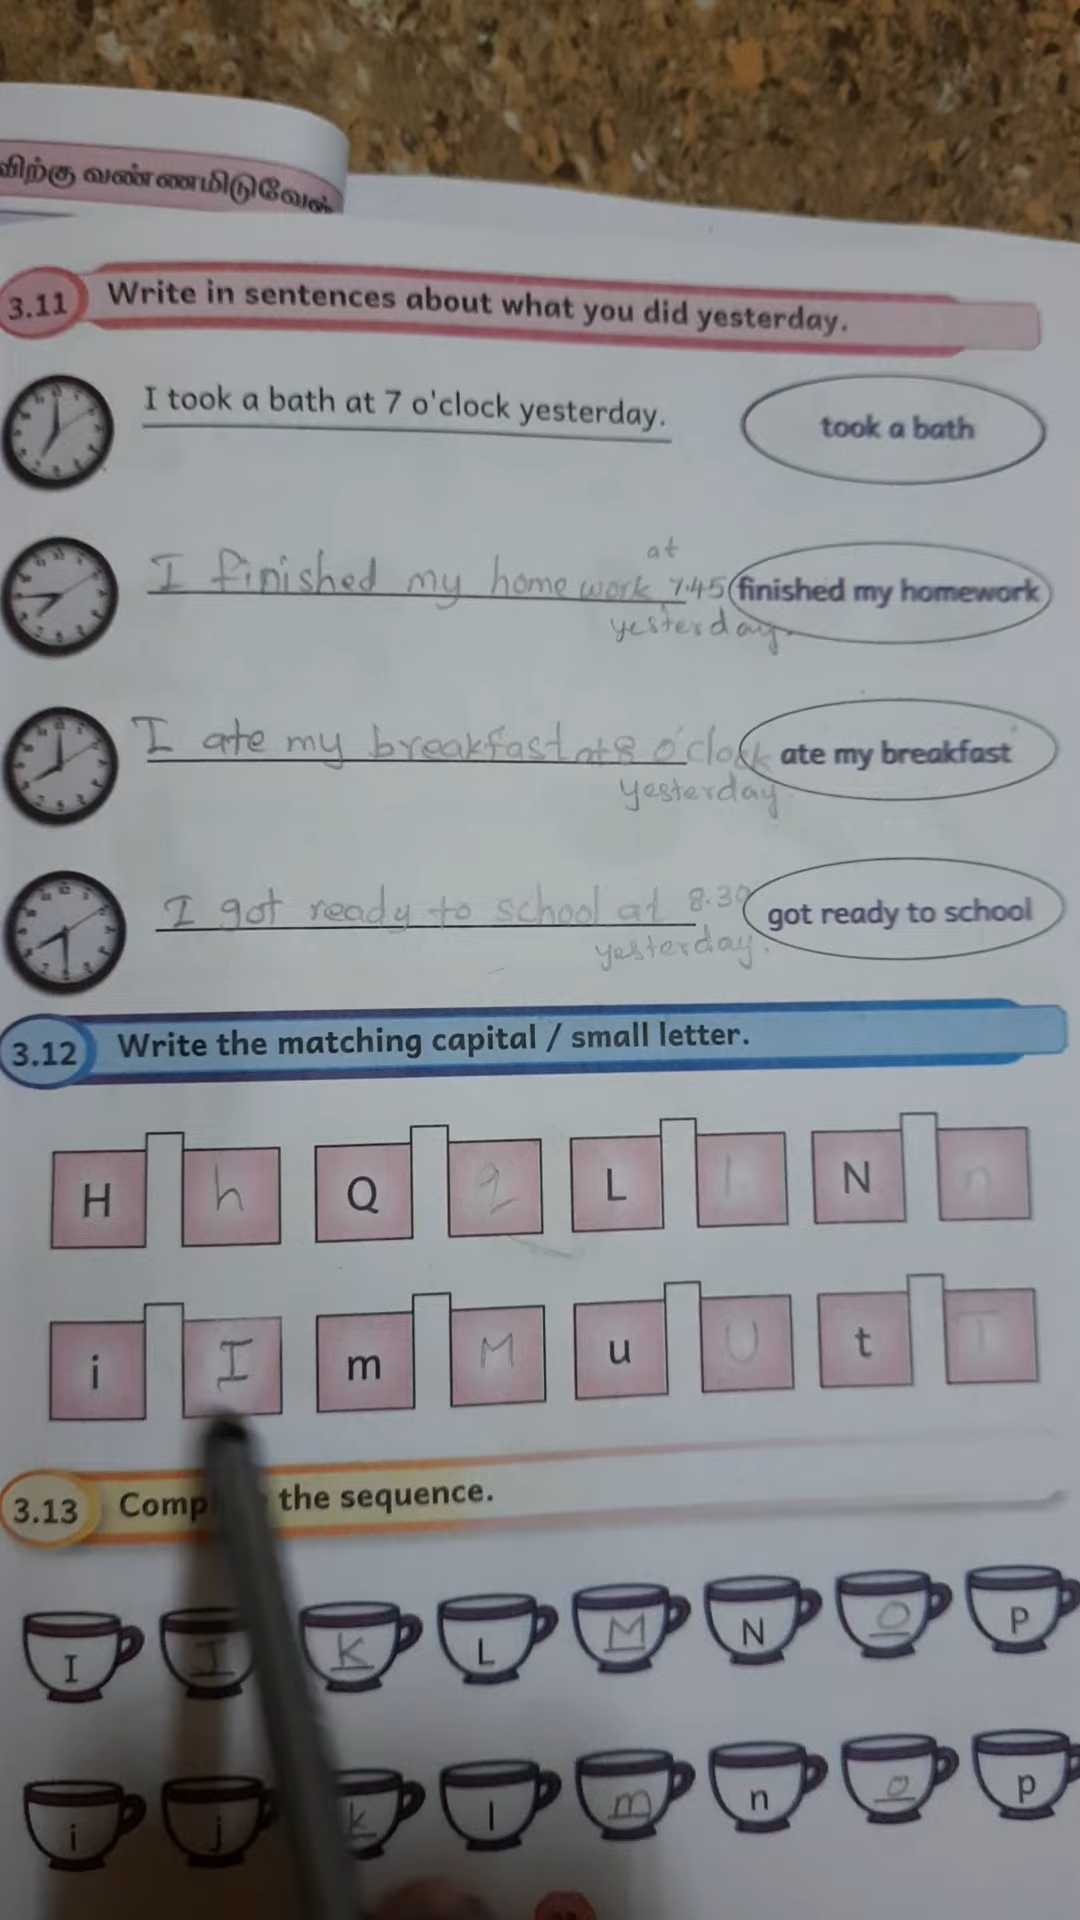 விற்கு வண்ணமிடுவேன்
3.11 Write in sentences about what you did yesterday.
I took a bath at 7 o'clock yesterday. took a bath
at
I finished my home work 7.45 finished my homework
yesterday.
I ate my breakfast at 8 o'clock ate my breakfast
yesterday
I got ready to school at 8.30 got ready to school
yesterday.
3.12 Write the matching capital / small letter.
H h Q q L l N n
i I m M u U t T
3.13 the sequence.
I K L M N O P
i j k l m n o p